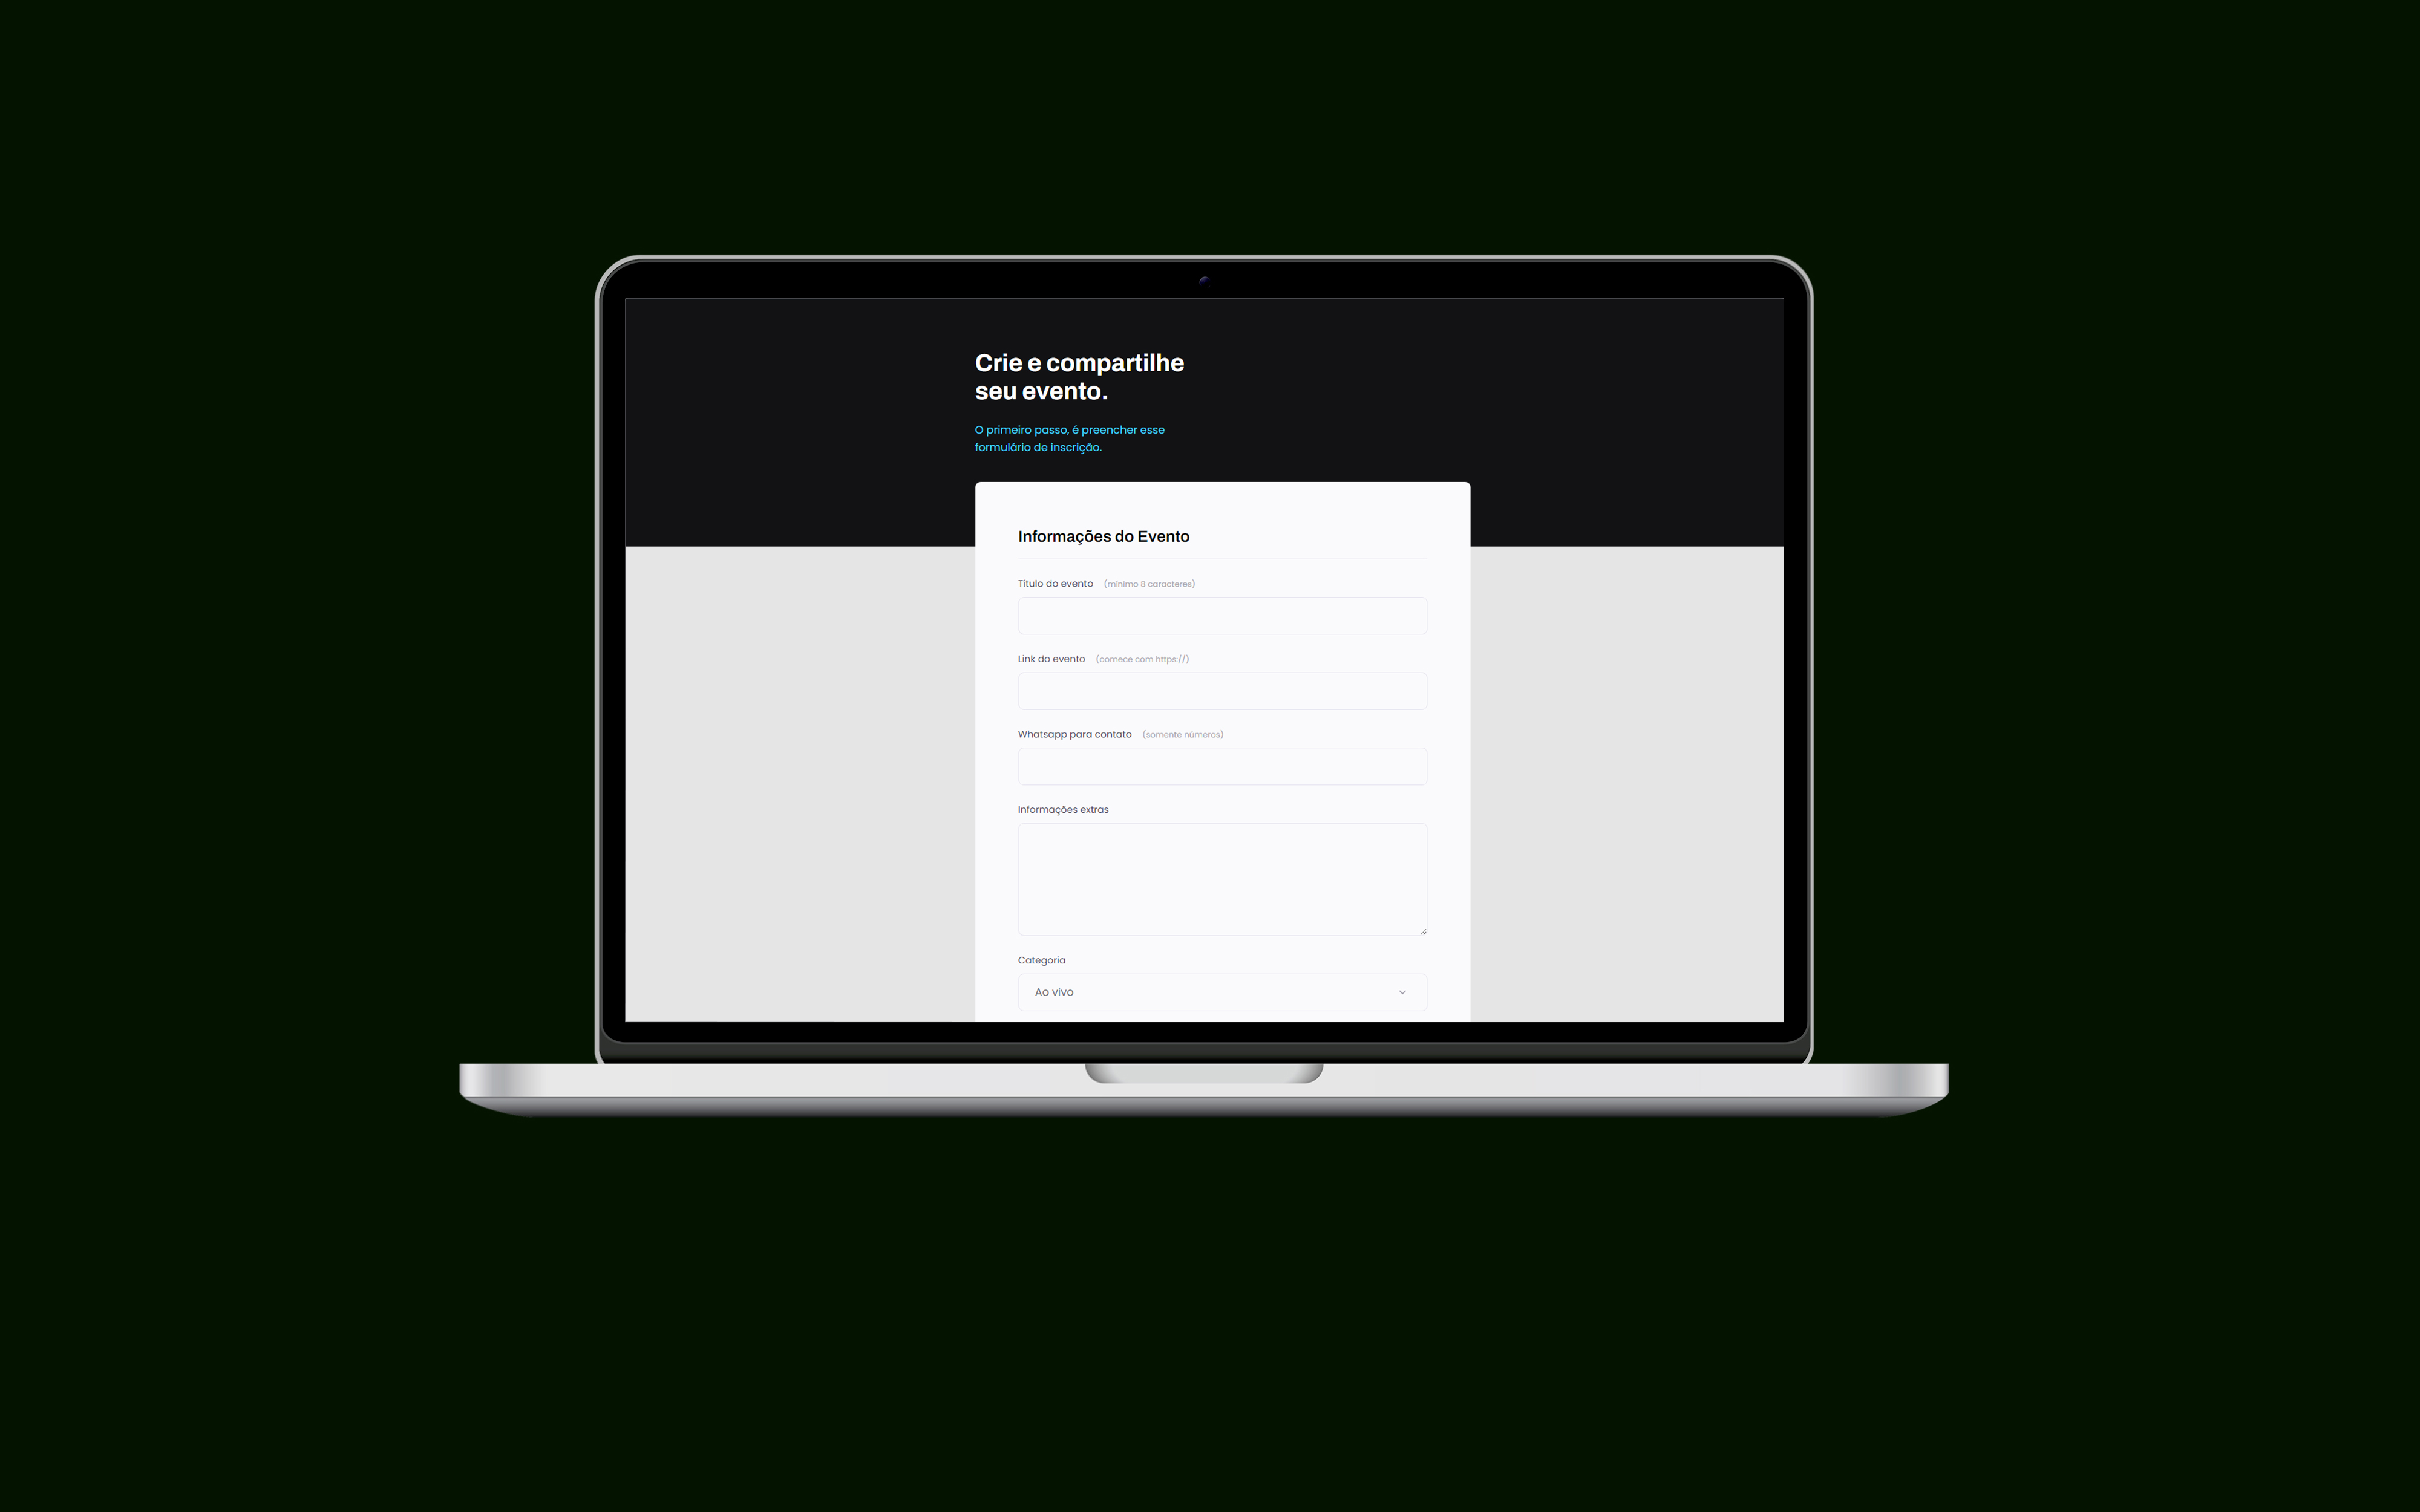 Crie e compartilhe
seu evento.
O primeiro passo, é preencher esse
formulário de inscrição.
Informações do Evento
Título do evento (mínimo 8 caracteres)
Link do evento (comece com https://)
Whatsapp para contato (somente números)
Informações extras
Categoria
Ao vivo